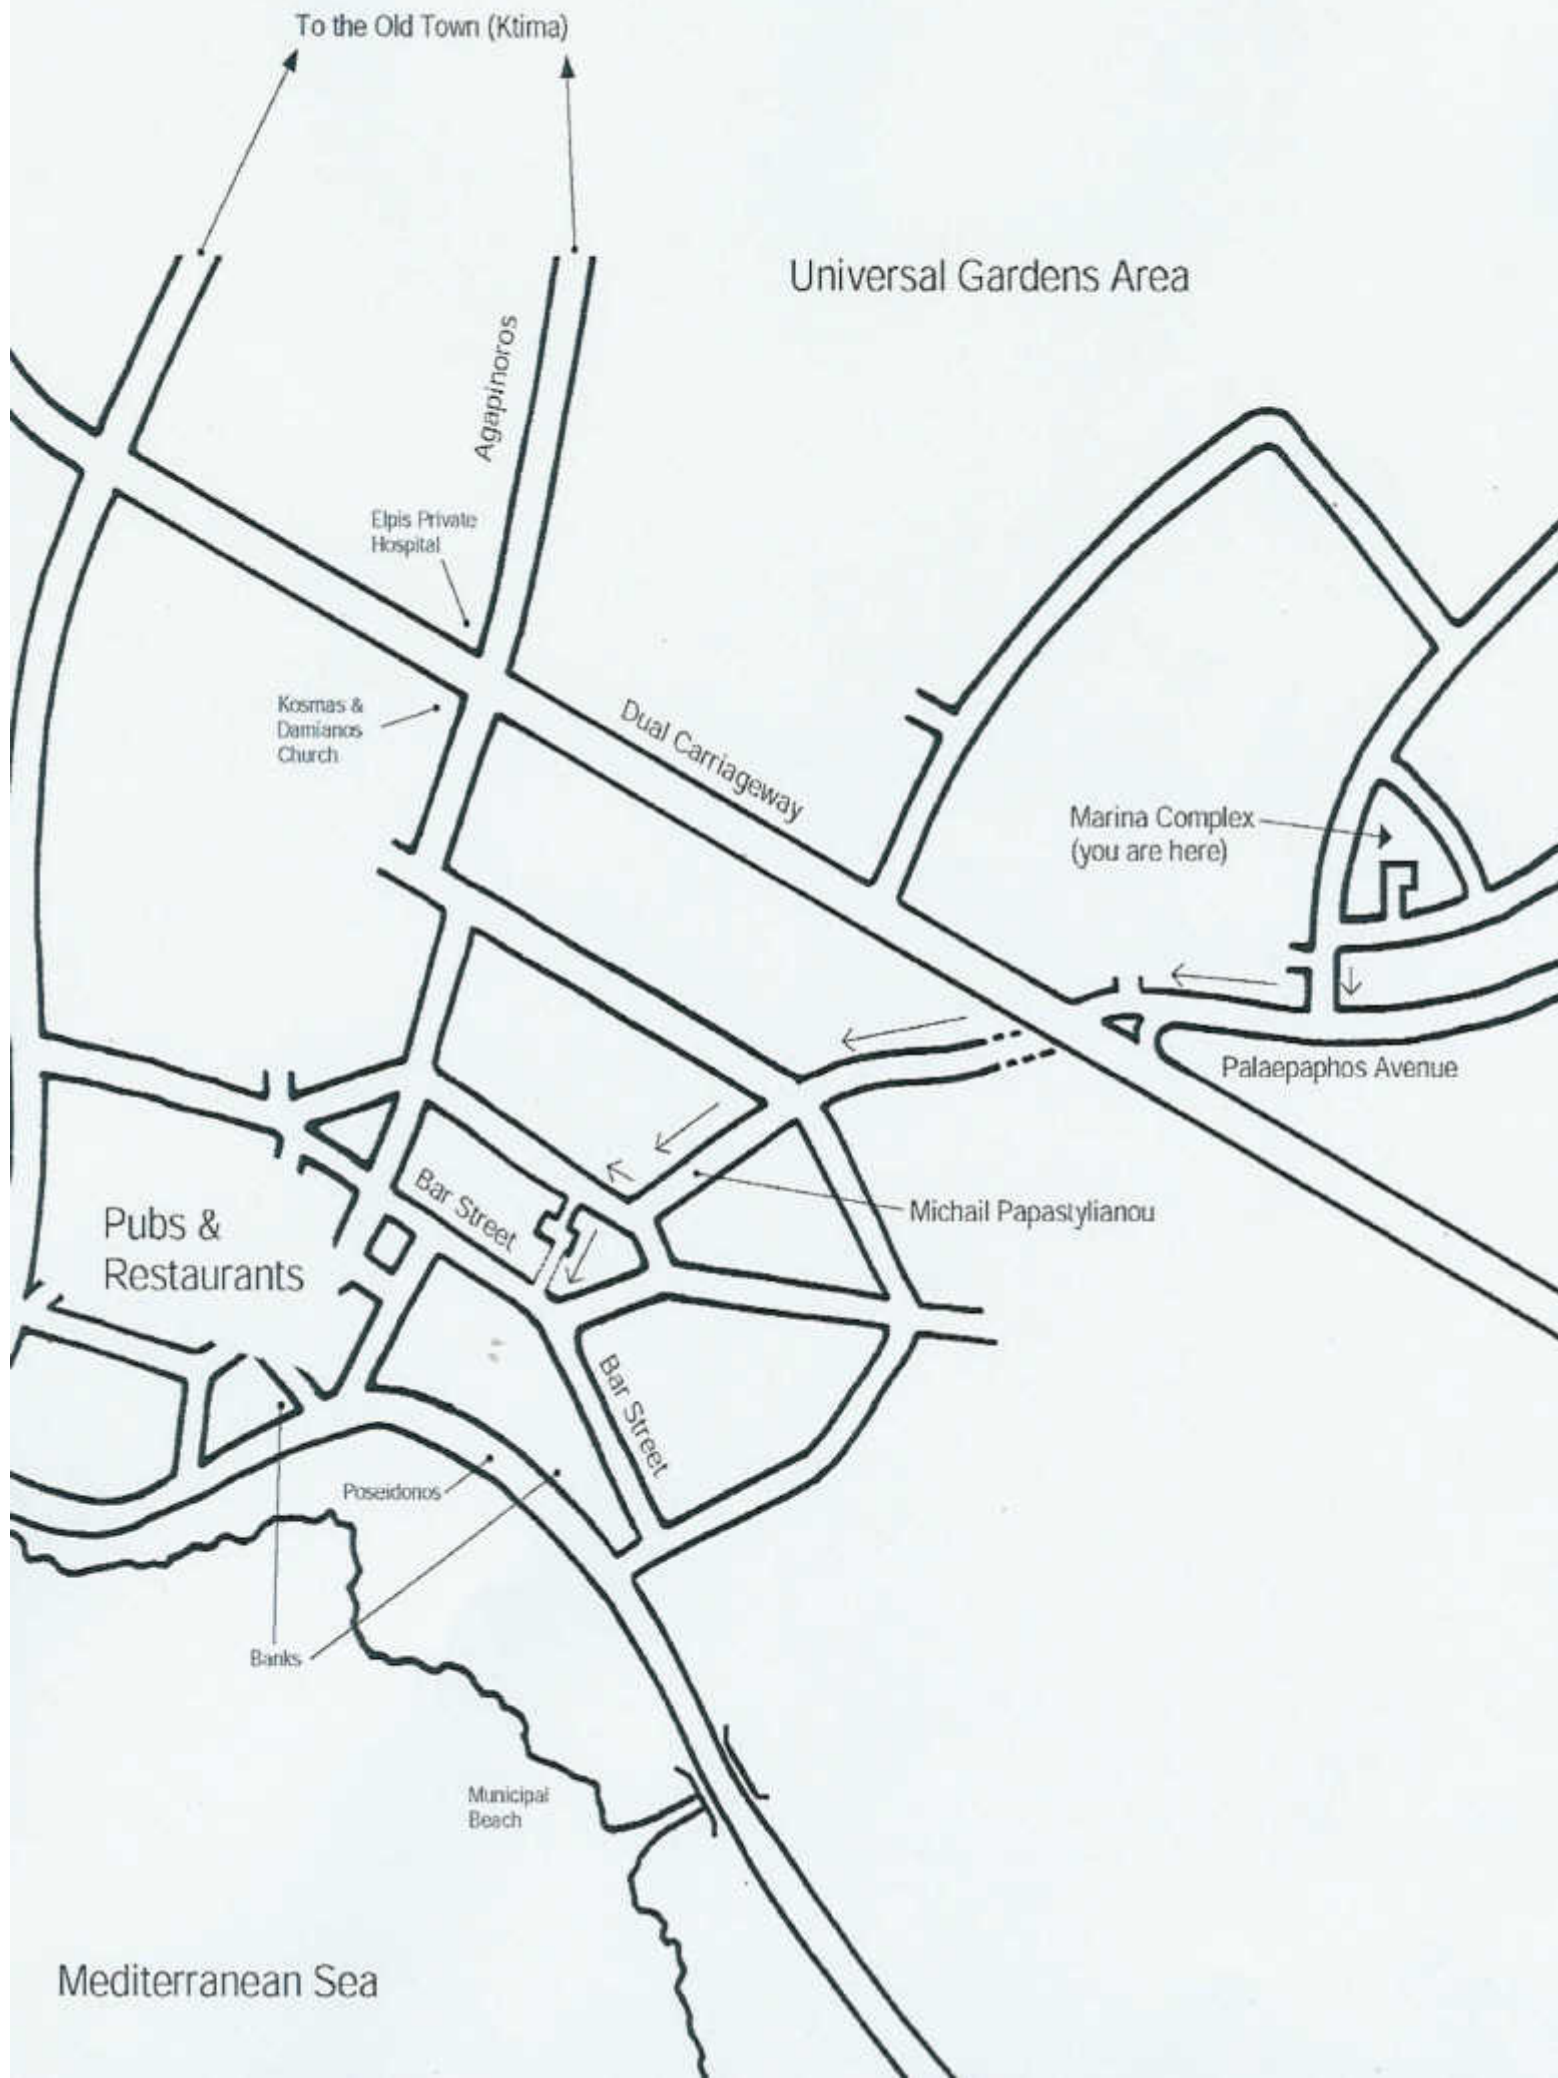 To the Old Town (Ktima)
Universal Gardens Area
Agapinoros
Elpis Private
Hospital
Kosmas &
Damianos
Church
Dual Carriageway
Marina Complex
(you are here)
Palaepaphos Avenue
Bar Street
Michail Papastylianou
Pubs &
Restaurants
Bar Street
Poseidonos
Banks
Municipal
Beach
Mediterranean Sea